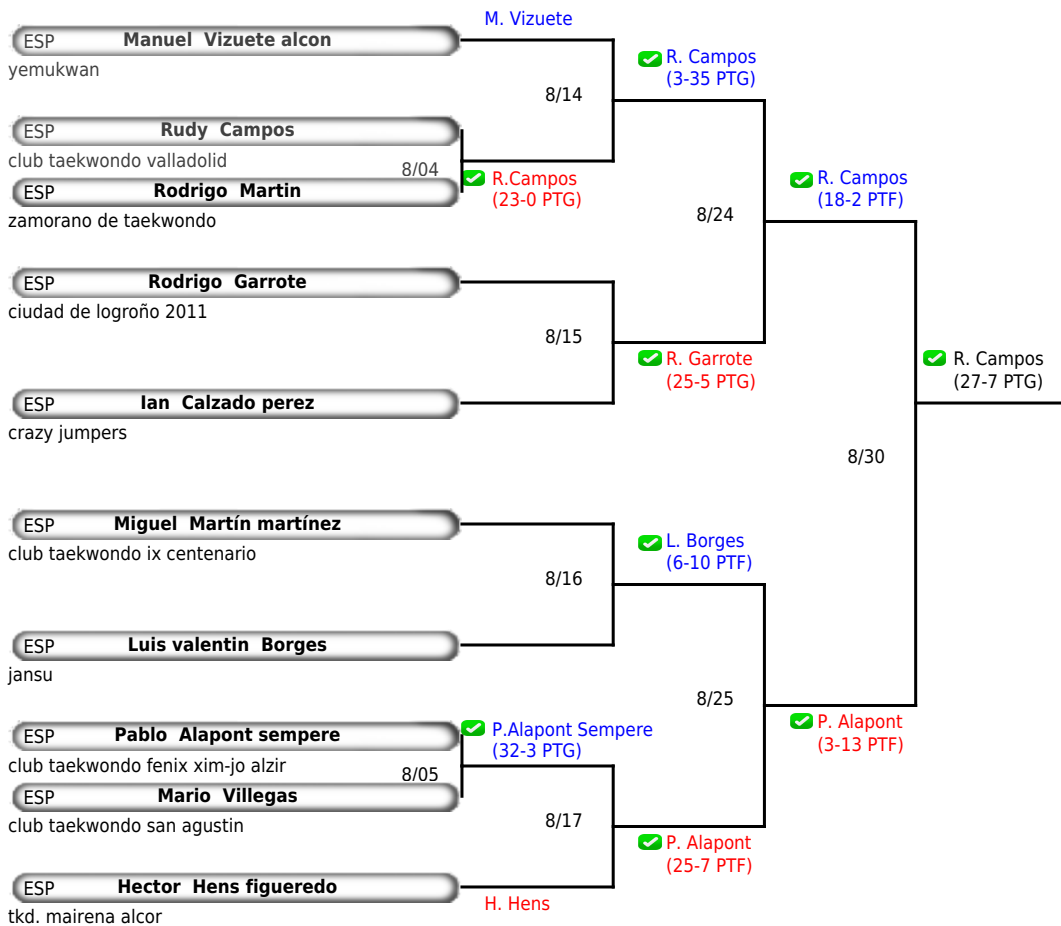 M. Vizuete
ESP Manuel Vizuete alcon
yemukwan
R. Campos
(3-35 PTG)
8/14
ESP Rudy Campos
club taekwondo valladolid
8/04
R.Campos
(23-0 PTG)
ESP Rodrigo Martin
zamorano de taekwondo
R. Campos
(18-2 PTF)
8/24
ESP Rodrigo Garrote
ciudad de logroño 2011
8/15
R. Garrote
(25-5 PTG)
R. Campos
(27-7 PTG)
ESP Ian Calzado perez
crazy jumpers
8/30
ESP Miguel Martín martínez
club taekwondo ix centenario
L. Borges
(6-10 PTF)
8/16
ESP Luis valentin Borges
jansu
8/25
P. Alapont
(3-13 PTF)
ESP Pablo Alapont sempere
P.Alapont Sempere
(32-3 PTG)
club taekwondo fenix xim-jo alzir
8/05
ESP Mario Villegas
club taekwondo san agustin
8/17
P. Alapont
(25-7 PTF)
ESP Hector Hens figueredo
H. Hens
tkd. mairena alcor